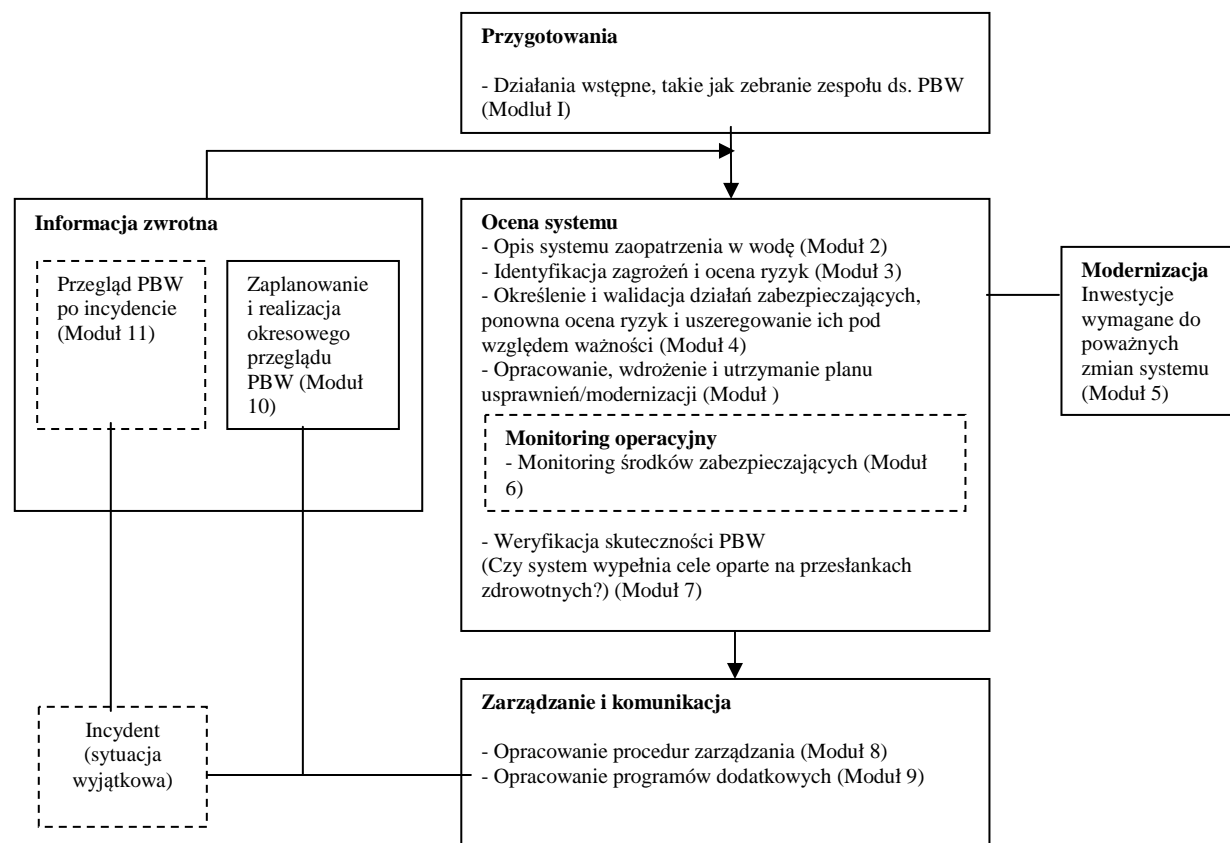 Przygotowania
- Działania wstępne, takie jak zebranie zespołu ds. PBW
(Modluł I)
Informacja zwrotna
Przegląd PBW
po incydencie
(Moduł 11)
Zaplanowanie
i realizacja
okresowego
przeglądu
PBW (Moduł
10)
Ocena systemu
- Opis systemu zaopatrzenia w wodę (Moduł 2)
- Identyfikacja zagrożeń i ocena ryzyk (Moduł 3)
- Określenie i walidacja działań zabezpieczających,
ponowna ocena ryzyk i uszeregowanie ich pod
względem ważności (Moduł 4)
- Opracowanie, wdrożenie i utrzymanie planu
usprawnień/modernizacji (Moduł )
Monitoring operacyjny
- Monitoring środków zabezpieczających (Moduł
6)
- Weryfikacja skuteczności PBW
(Czy system wypełnia cele oparte na przesłankach
zdrowotnych?) (Moduł 7)
Modernizacja
Inwestycje
wymagane do
poważnych
zmian systemu
(Moduł 5)
Incydent
(sytuacja
wyjątkowa)
Zarządzanie i komunikacja
- Opracowanie procedur zarządzania (Moduł 8)
- Opracowanie programów dodatkowych (Moduł 9)